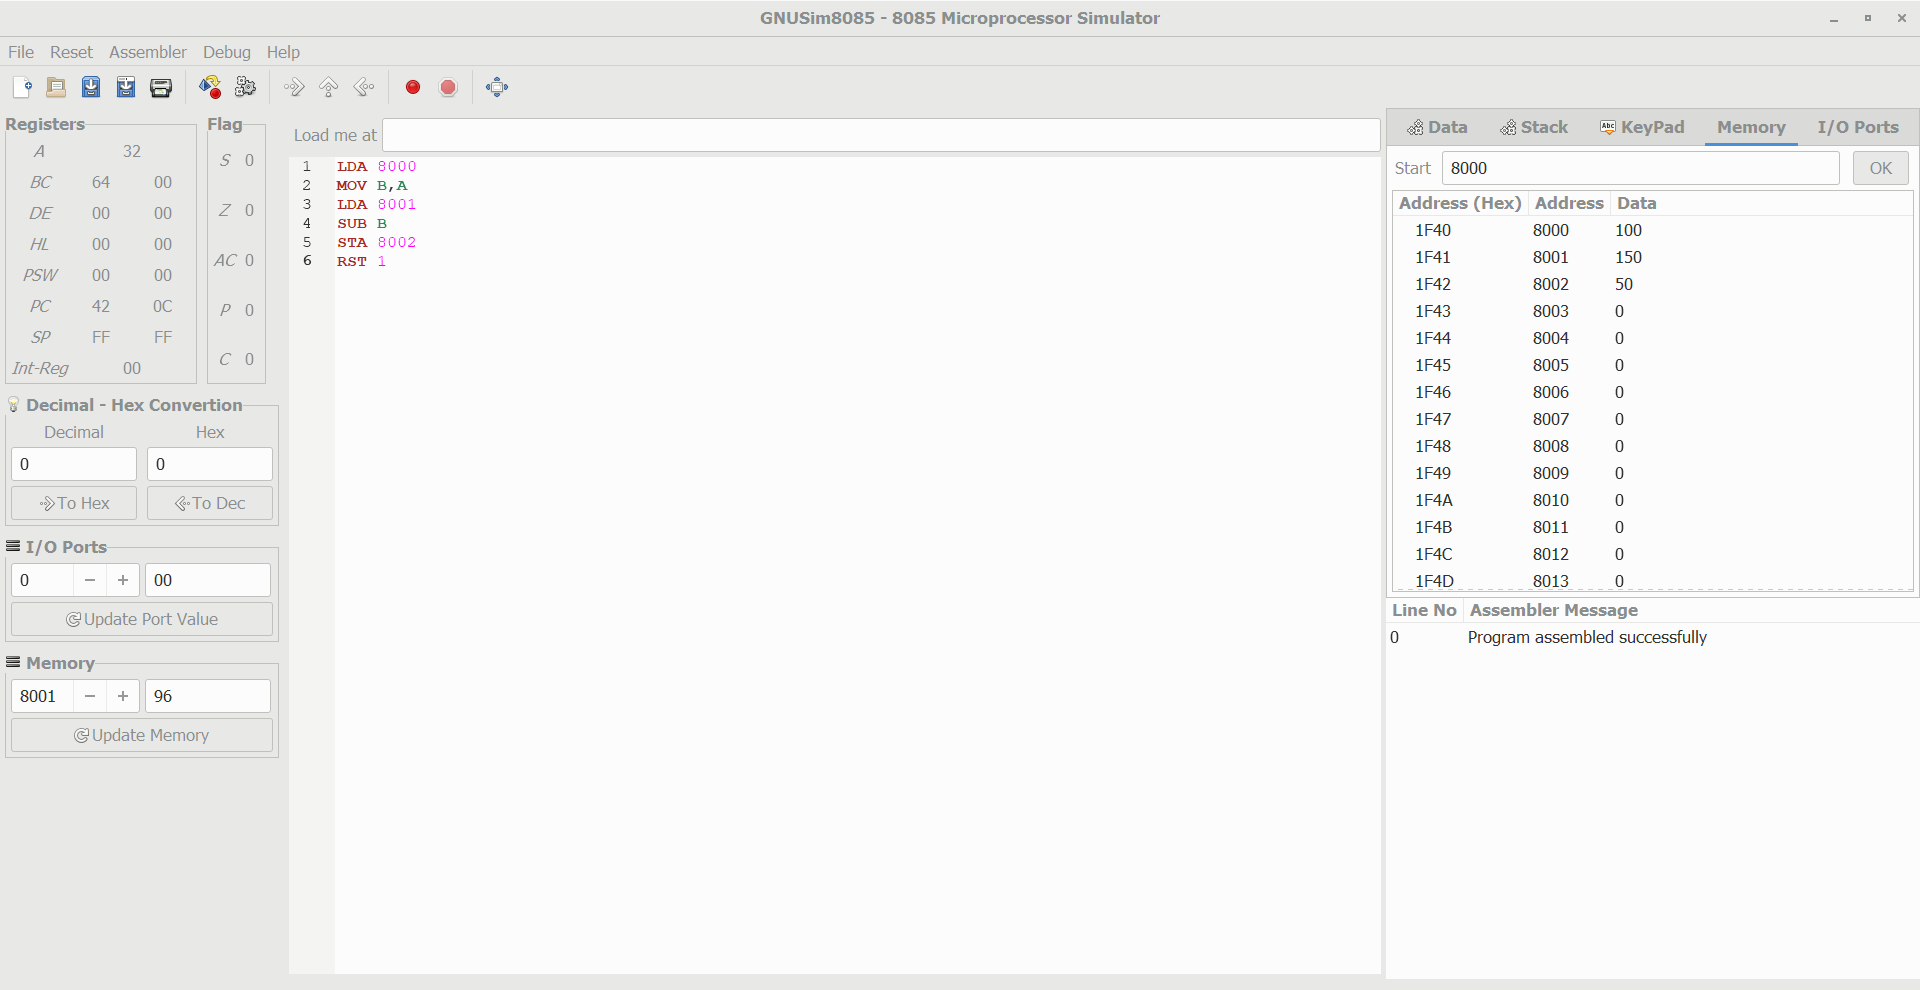 GNUSim8085 - 8085 Microprocessor Simulator
File Reset Assembler Debug Help
Registers
A 32
BC 64 00
DE 00 00
HL 00 00
PSW 00 00
PC 42 0C
SP FF FF
Int-Reg 00
Flag
S 0
Z 0
AC 0
P 0
C 0
Decimal - Hex Convertion
Decimal Hex
0 0
To Hex To Dec
I/O Ports
0 − + 00
Update Port Value
Memory
8001 − + 96
Update Memory
Load me at
1 LDA 8000
2 MOV B,A
3 LDA 8001
4 SUB B
5 STA 8002
6 RST 1
Data Stack Abc KeyPad Memory I/O Ports
Start 8000 OK
Address (Hex) Address Data
1F40 8000 100
1F41 8001 150
1F42 8002 50
1F43 8003 0
1F44 8004 0
1F45 8005 0
1F46 8006 0
1F47 8007 0
1F48 8008 0
1F49 8009 0
1F4A 8010 0
1F4B 8011 0
1F4C 8012 0
1F4D 8013 0
Line No Assembler Message
0 Program assembled successfully